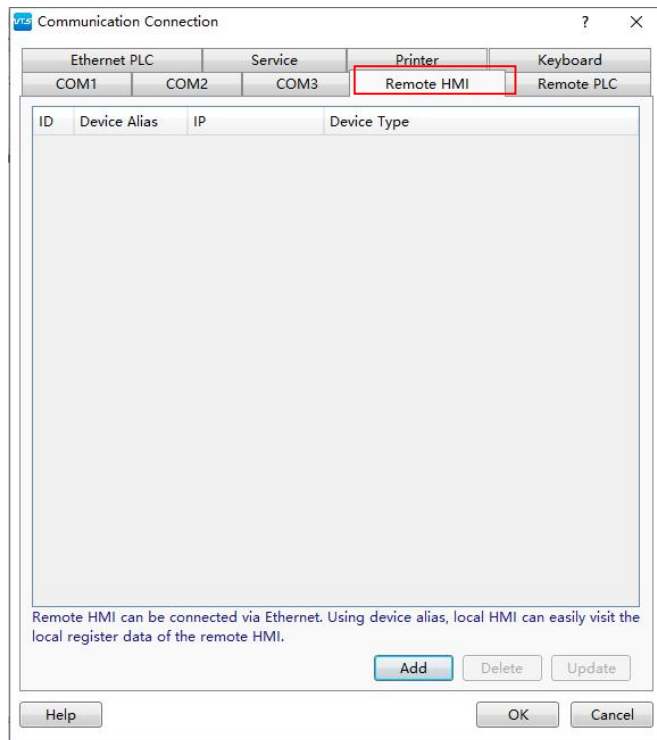 VTS Communication Connection ? ×
Ethernet PLC Service Printer Keyboard
COM1 COM2 COM3 Remote HMI Remote PLC
ID Device Alias IP Device Type
Remote HMI can be connected via Ethernet. Using device alias, local HMI can easily visit the
local register data of the remote HMI.
Add Delete Update
Help OK Cancel